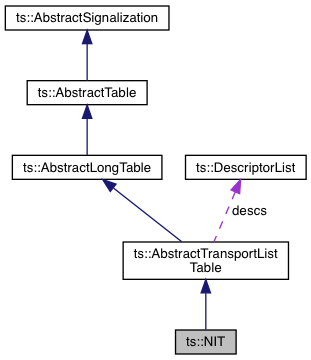 ts::AbstractSignalization
ts::AbstractTable
ts::AbstractLongTable
ts::DescriptorList
descs
ts::AbstractTransportList
Table
ts::NIT